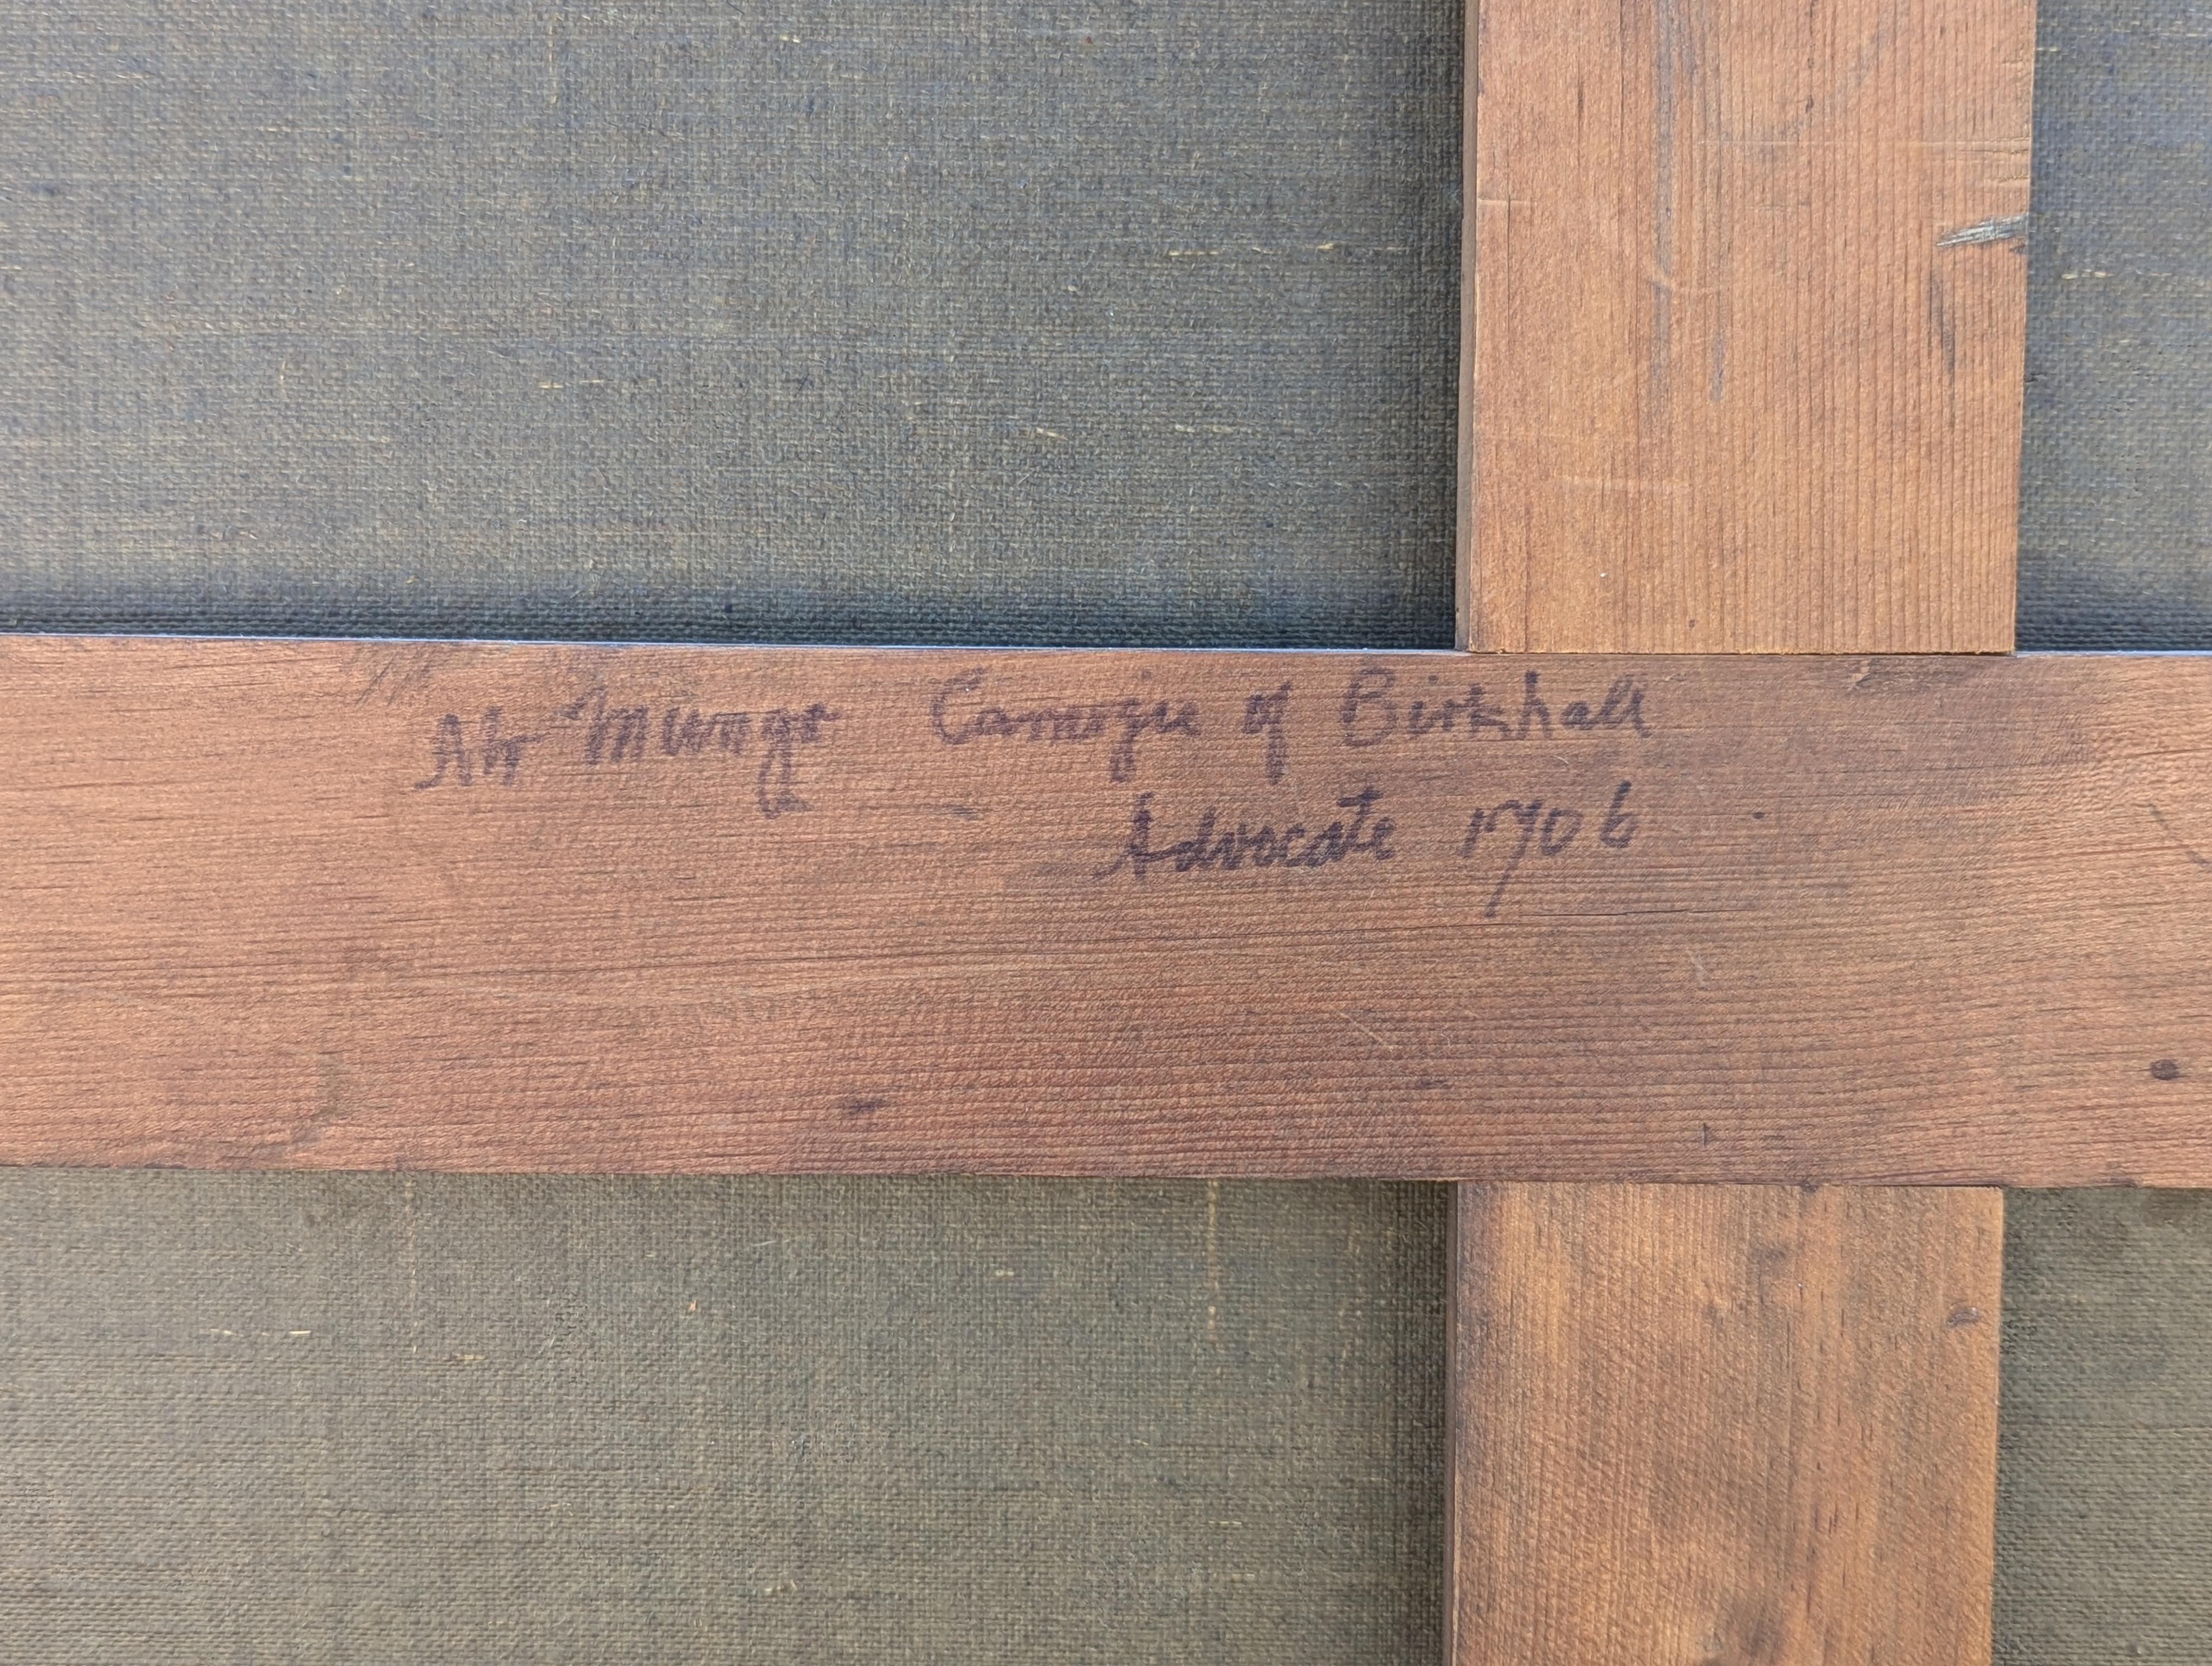 Mr Mungo Carnegie of Birkhall
Advocate 1706